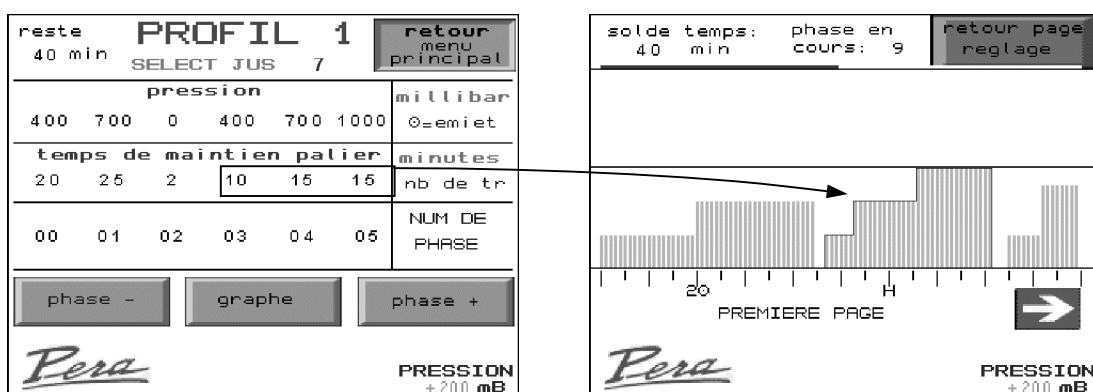 reste PROFIL 1 retour
40 min SELECT JUS 7 menu
principal
pression millibar
400 700 0 400 700 1000 0=emiet
temps de maintien palier minutes
20 25 2 10 15 15 nb de tr
NUM DE
00 01 02 03 04 05 PHASE
phase - graphe phase +
Pera PRESSION
+200 mB
solde temps: phase en retour page
40 min cours: 9 reglage
20 H
PREMIERE PAGE
Pera PRESSION
+200 mB